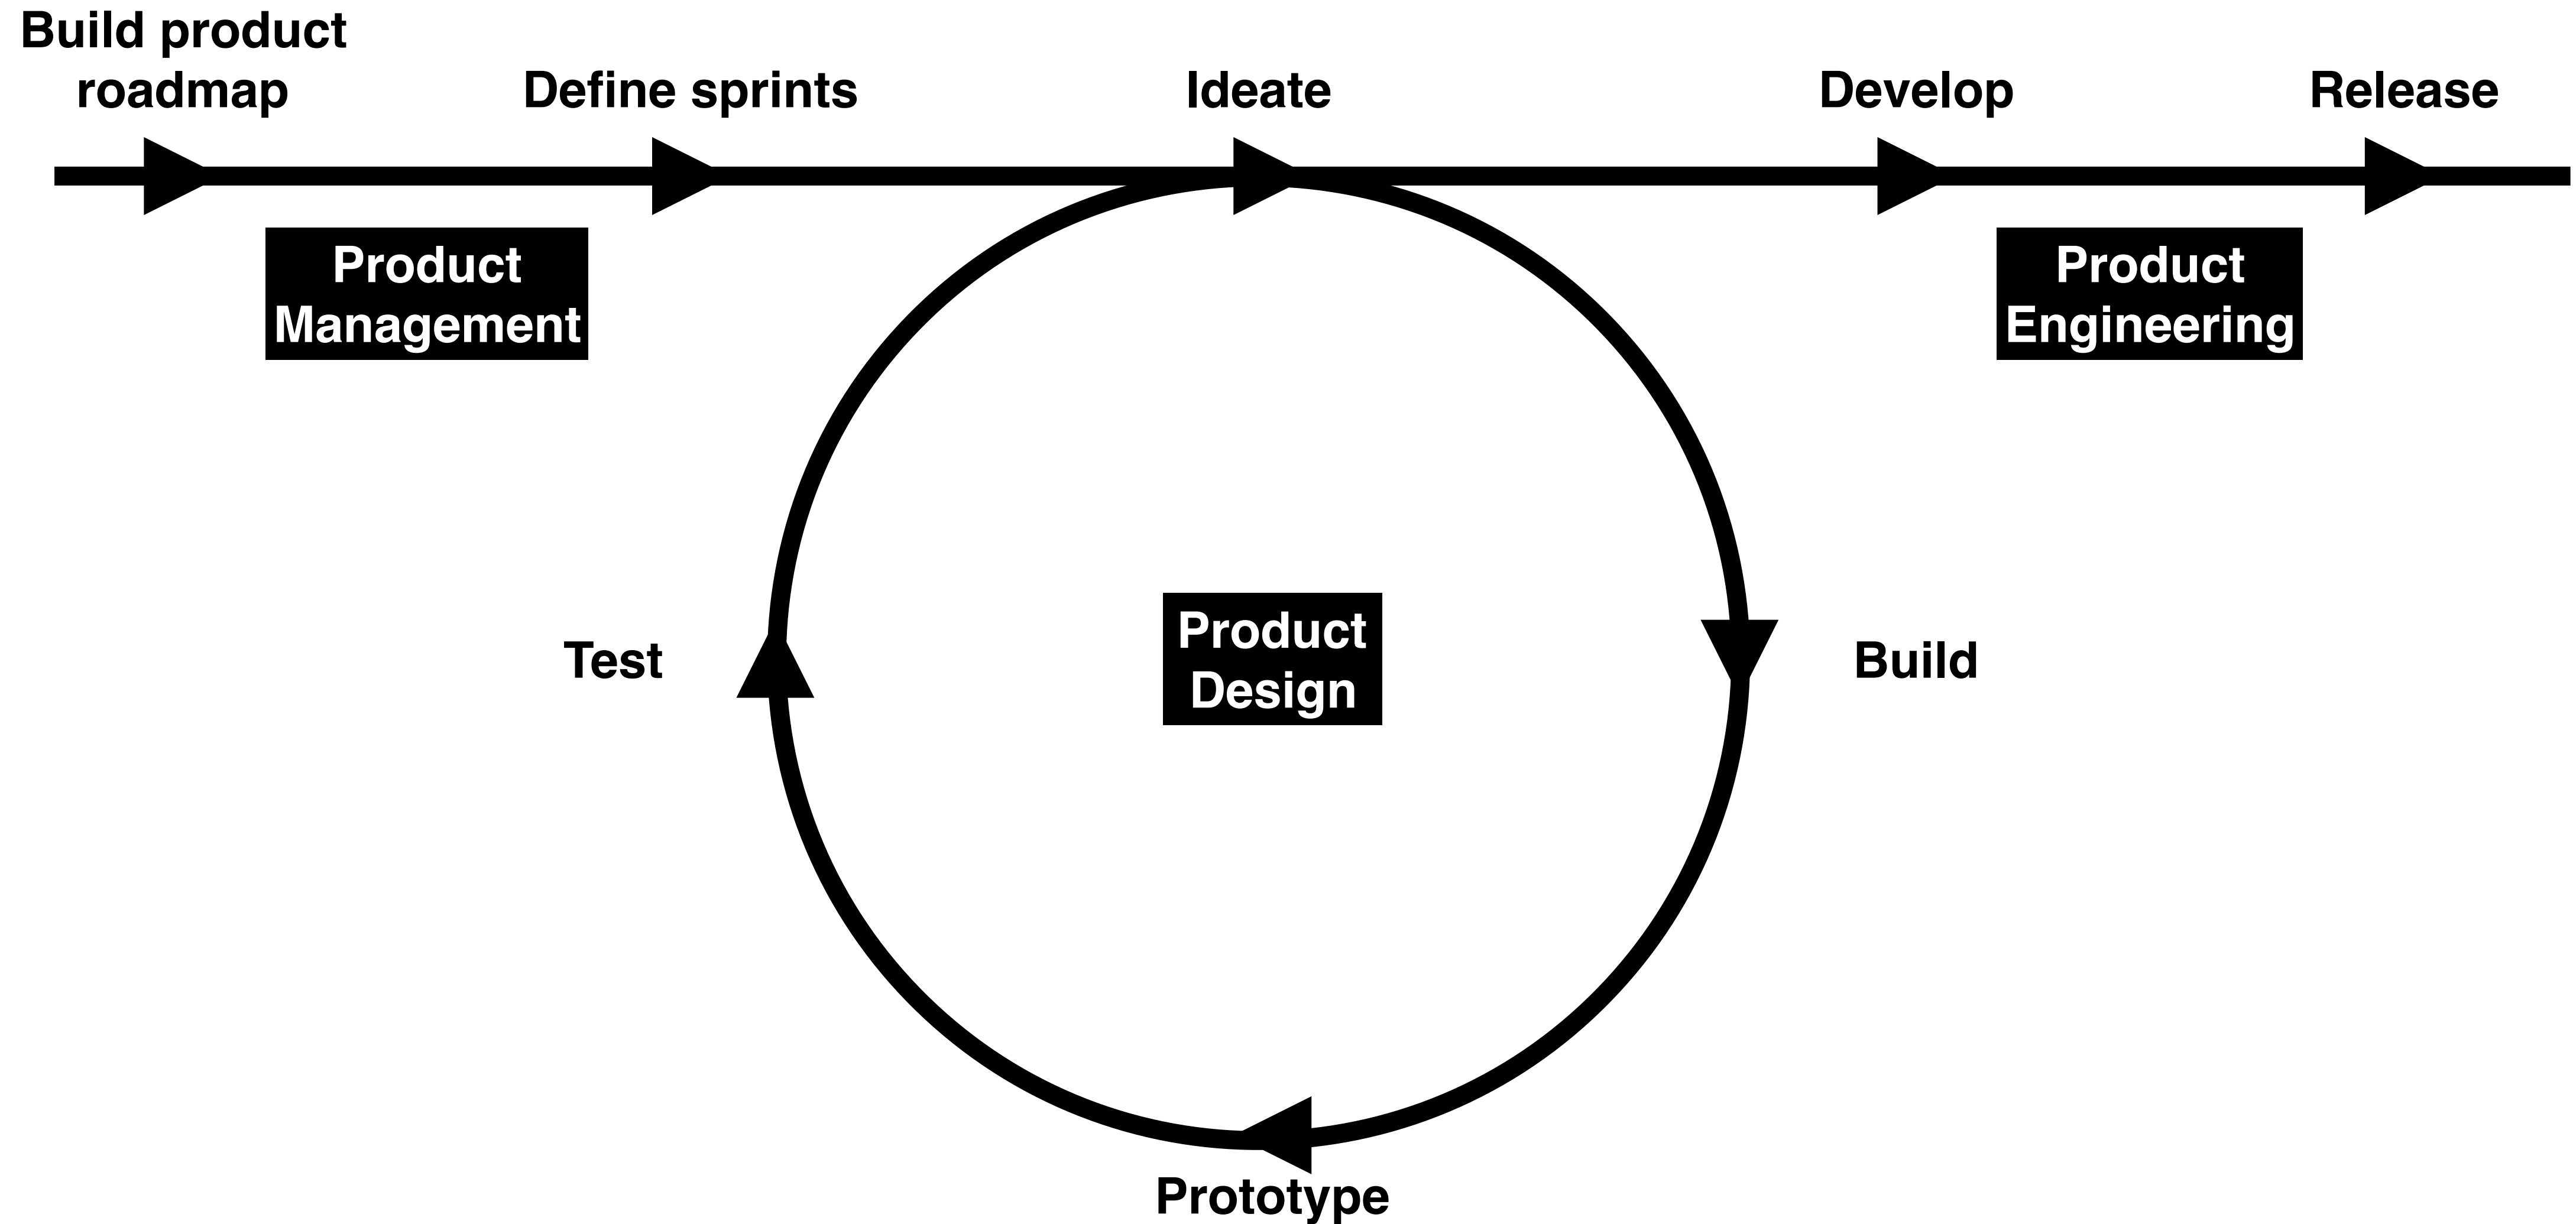 Build product
roadmap
Define sprints
Ideate
Develop
Release
Product
Management
Product
Engineering
Test
Product
Design
Build
Prototype